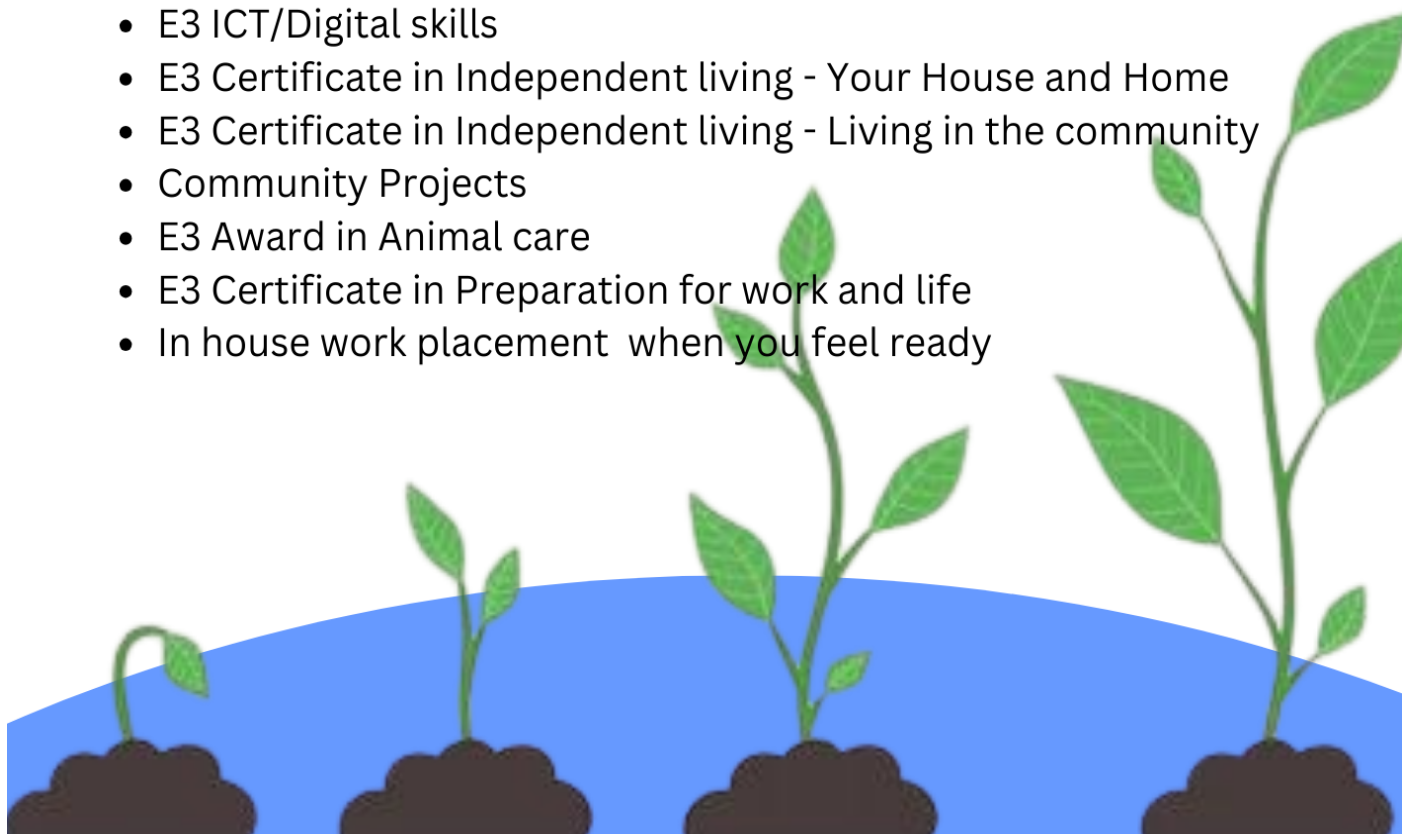 • E3 ICT/Digital skills
• E3 Certificate in Independent living - Your House and Home
• E3 Certificate in Independent living - Living in the community
• Community Projects
• E3 Award in Animal care
• E3 Certificate in Preparation for work and life
• In house work placement  when you feel ready